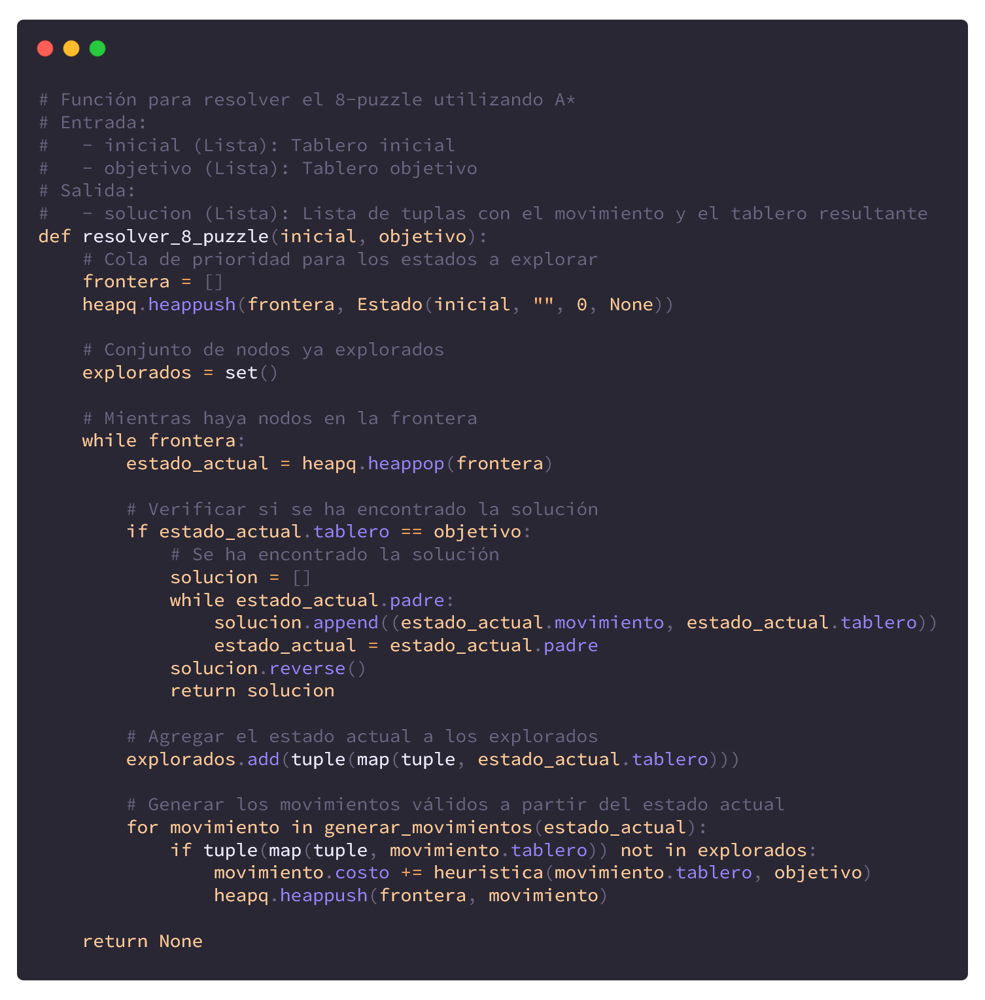 # Función para resolver el 8-puzzle utilizando A*
# Entrada:
#   - inicial (Lista): Tablero inicial
#   - objetivo (Lista): Tablero objetivo
# Salida:
#   - solucion (Lista): Lista de tuplas con el movimiento y el tablero resultante
def resolver_8_puzzle(inicial, objetivo):
    # Cola de prioridad para los estados a explorar
    frontera = []
    heapq.heappush(frontera, Estado(inicial, "", 0, None))

    # Conjunto de nodos ya explorados
    explorados = set()

    # Mientras haya nodos en la frontera
    while frontera:
        estado_actual = heapq.heappop(frontera)

        # Verificar si se ha encontrado la solución
        if estado_actual.tablero == objetivo:
            # Se ha encontrado la solución
            solucion = []
            while estado_actual.padre:
                solucion.append((estado_actual.movimiento, estado_actual.tablero))
                estado_actual = estado_actual.padre
            solucion.reverse()
            return solucion

        # Agregar el estado actual a los explorados
        explorados.add(tuple(map(tuple, estado_actual.tablero)))

        # Generar los movimientos válidos a partir del estado actual
        for movimiento in generar_movimientos(estado_actual):
            if tuple(map(tuple, movimiento.tablero)) not in explorados:
                movimiento.costo += heuristica(movimiento.tablero, objetivo)
                heapq.heappush(frontera, movimiento)

    return None